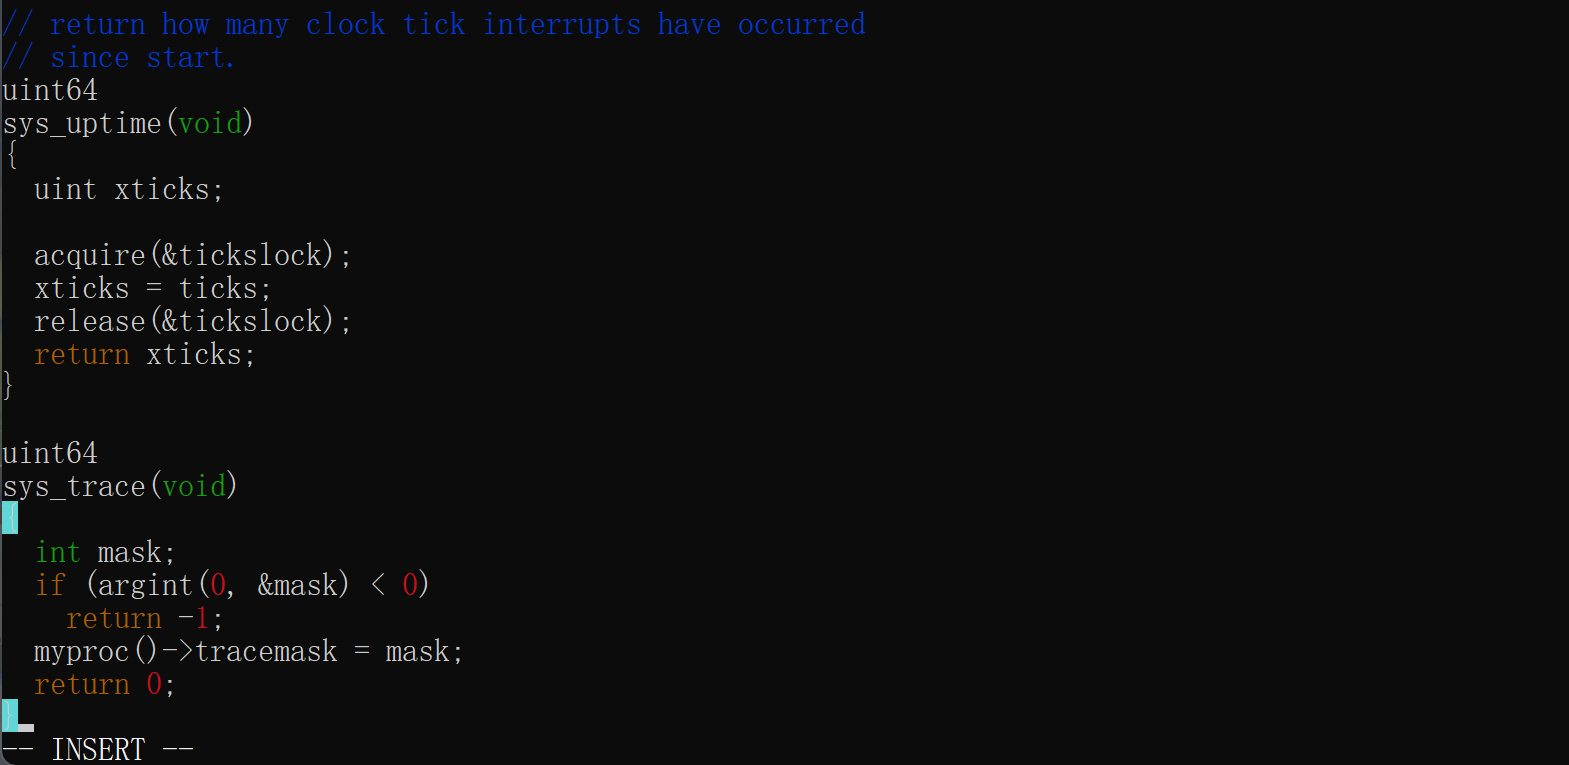 // return how many clock tick interrupts have occurred
// since start.
uint64
sys_uptime(void)
{
  uint xticks;

  acquire(&tickslock);
  xticks = ticks;
  release(&tickslock);
  return xticks;
}

uint64
sys_trace(void)
{
  int mask;
  if (argint(0, &mask) < 0)
    return -1;
  myproc()->tracemask = mask;
  return 0;
}
-- INSERT --